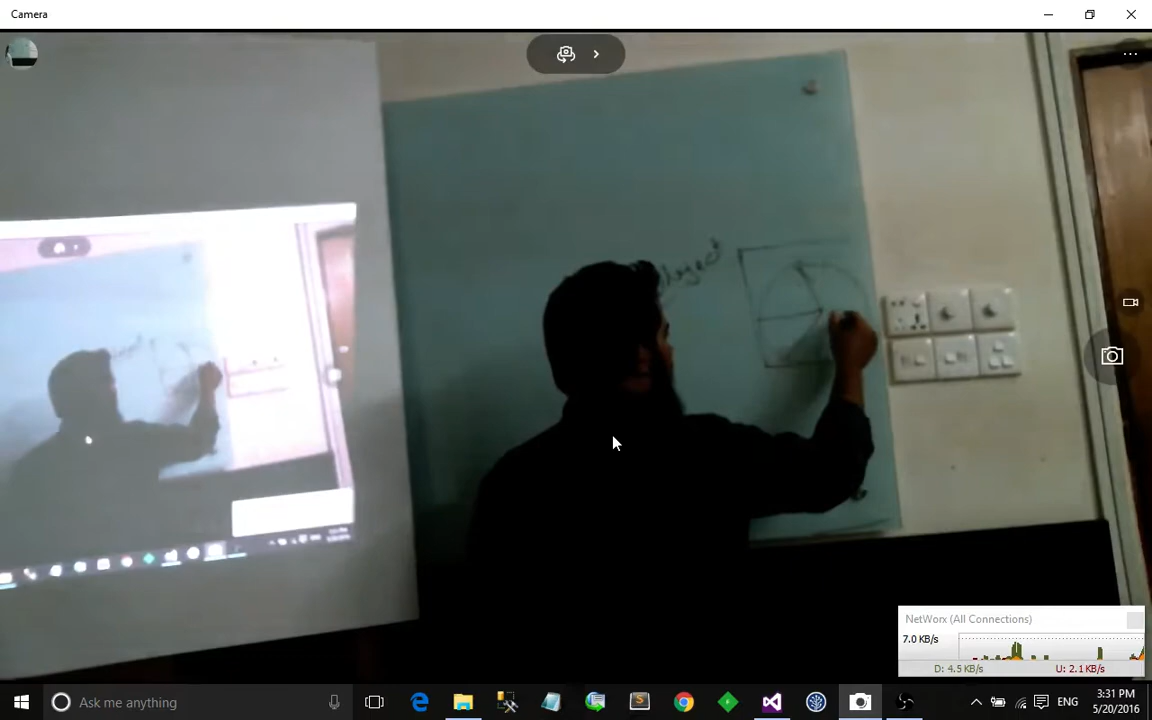 Camera
NetWorx (All Connections)
7.0 KB/s
D: 4.5 KB/s U: 2.1 KB/s
Ask me anything
ENG
3:31 PM
5/20/2016